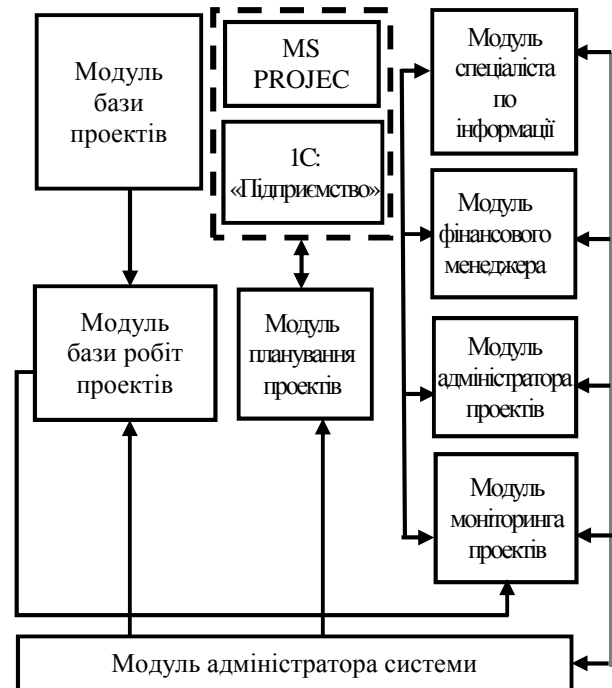 Модуль
бази
проектів
MS
PROJEC
1С:
«Підприємство»
Модуль
спеціаліста
по
інформації
Модуль
фінансового
менеджера
Модуль
бази робіт
проектів
Модуль
планування
проектів
Модуль
адміністратора
проектів
Модуль
моніторинга
проектів
Модуль адміністратора системи